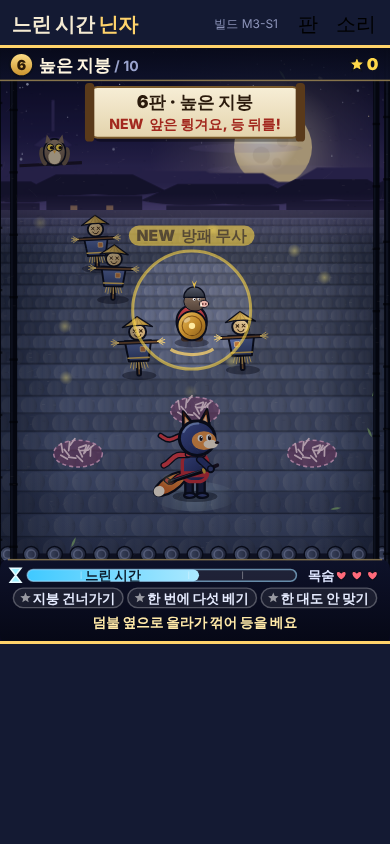 느린 시간 닌자
빌드 M3-S1
판
소리
6 높은 지붕 / 10
★ 0
6판 · 높은 지붕
NEW 앞은 튕겨요, 등 뒤를!
NEW 방패 무사
느린 시간
목숨
★ 지붕 건너가기
★ 한 번에 다섯 베기
★ 한 대도 안 맞기
덤불 옆으로 올라가 꺾어 등을 베요